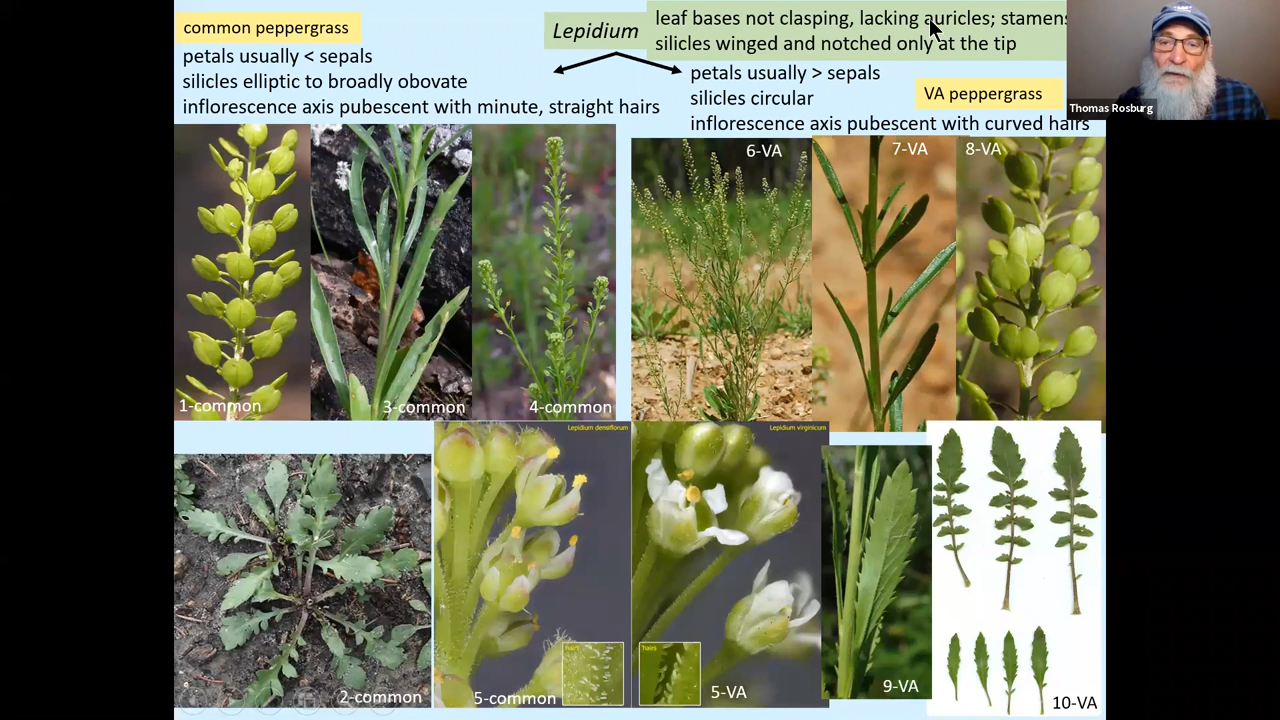 common peppergrass
petals usually < sepals
silicles elliptic to broadly obovate
inflorescence axis pubescent with minute, straight hairs
Lepidium
leaf bases not clasping, lacking auricles; stamens
silicles winged and notched only at the tip
petals usually > sepals
silicles circular
VA peppergrass
inflorescence axis pubescent with curved hairs
Thomas Rosburg
1-common
3-common
4-common
6-VA
7-VA
8-VA
2-common
Lepidium densiflorum
hairs
5-common
Lepidium virginicum
hairs
5-VA
9-VA
10-VA